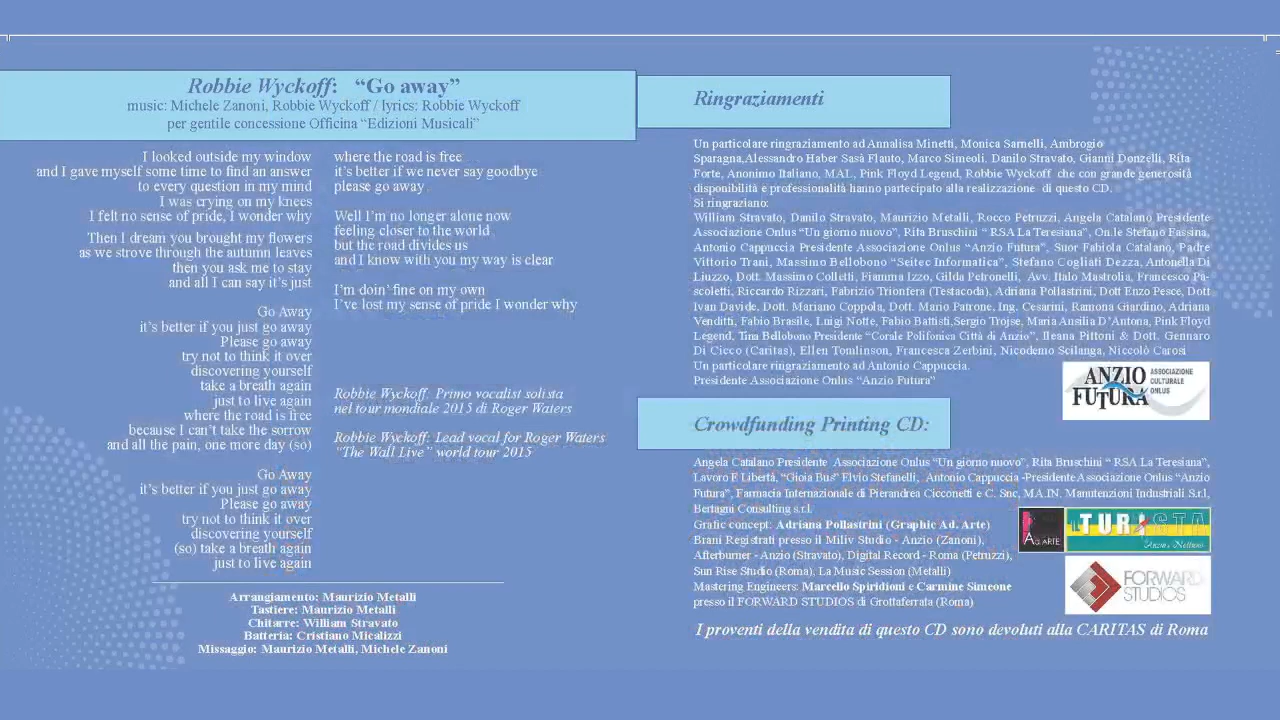 Robbie Wyckoff: “Go away”
music: Michele Zanoni, Robbie Wyckoff / lyrics: Robbie Wyckoff
per gentile concessione Officina “Edizioni Musicali”
I looked outside my window
and I gave myself some time to find an answer
to every question in my mind
I was crying on my knees
I felt no sense of pride, I wonder why
Then I dream you brought my flowers
as we strove through the autumn leaves
then you ask me to stay
and all I can say it’s just
Go Away
it’s better if you just go away
Please go away
try not to think it over
discovering yourself
take a breath again
just to live again
where the road is free
because I can’t take the sorrow
and all the pain, one more day (so)
Go Away
it’s better if you just go away
Please go away
try not to think it over
discovering yourself
(so) take a breath again
just to live again
where the road is free
it’s better if we never say goodbye
please go away
Well I’m no longer alone now
feeling closer to the world
but the road divides us
and I know with you my way is clear
I’m doin’ fine on my own
I’ve lost my sense of pride I wonder why
Robbie Wyckoff: Primo vocalist solista
nel tour mondiale 2015 di Roger Waters
Robbie Wyckoff: Lead vocal for Roger Waters
“The Wall Live” world tour 2015
Arrangiamento: Maurizio Metalli
Tastiere: Maurizio Metalli
Chitarre: William Stravato
Batteria: Cristiano Micalizzi
Missaggio: Maurizio Metalli, Michele Zanoni
Ringraziamenti
Un particolare ringraziamento ad Annalisa Minetti, Monica Sarnelli, Ambrogio
Sparagna,Alessandro Haber Sasà Flauto, Marco Simeoli, Danilo Stravato, Gianni Donzelli, Rita
Forte, Anonimo Italiano, MAL, Pink Floyd Legend, Robbie Wyckoff che con grande generosità
disponibilità e professionalità hanno partecipato alla realizzazione di questo CD.
Si ringraziano:
William Stravato, Danilo Stravato, Maurizio Metalli, Rocco Petruzzi, Angela Catalano Presidente
Associazione Onlus “Un giorno nuovo”, Rita Bruschini “ RSA La Teresiana”, On.le Stefano Fassina,
Antonio Cappuccia Presidente Associazione Onlus “Anzio Futura”, Suor Fabiola Catalano, Padre
Vittorio Trani, Massimo Bellobono “Seitec Informatica”, Stefano Cogliati Dezza, Antonella Di
Liuzzo, Dott. Massimo Colletti, Fiamma Izzo, Gilda Petronelli, Avv. Italo Mastrolia, Francesco Pa-
scoletti, Riccardo Rizzari, Fabrizio Trionfera (Testacoda), Adriana Pollastrini, Dott Enzo Pesce, Dott
Ivan Davide, Dott. Mariano Coppola, Dott. Mario Patrone, Ing. Cesarini, Ramona Giardino, Adriana
Venditti, Fabio Brasile, Luigi Notte, Fabio Battisti,Sergio Trojse, Maria Ansilia D’Antona, Pink Floyd
Legend, Tina Bellobono Presidente “Corale Polifonica Città di Anzio”, Ileana Pittoni & Dott. Gennaro
Di Cicco (Caritas), Ellen Tomlinson, Francesca Zerbini, Nicodemo Scilanga, Niccolò Carosi
Un particolare ringraziamento ad Antonio Cappuccia.
Presidente Associazione Onlus “Anzio Futura”
ANZIO
FUTURA
ASSOCIAZIONE
CULTURALE
ONLUS
Crowdfunding Printing CD:
Angela Catalano Presidente Associazione Onlus “Un giorno nuovo”, Rita Bruschini “ RSA La Teresiana”,
Lavoro E Libertà, “Gioia Bus” Elvio Stefanelli, Antonio Cappuccia -Presidente Associazione Onlus “Anzio
Futura”, Farmacia Internazionale di Pierandrea Cicconetti e C. Snc, MA.IN. Manutenzioni Industriali S.r.l,
Bertagni Consulting s.r.l.
Grafic concept: Adriana Pollastrini (Graphic Ad. Arte)
Brani Registrati presso il Miliv Studio - Anzio (Zanoni),
Afterburner - Anzio (Stravato), Digital Record - Roma (Petruzzi),
Sun Rise Studio (Roma), La Music Session (Metalli)
Mastering Engineers: Marcello Spiridioni e Carmine Simeone
presso il FORWARD STUDIOS di Grottaferrata (Roma)
AG ARTE
IL TURISTA
Anzio e Nettuno
FORWARD
STUDIOS
I proventi della vendita di questo CD sono devoluti alla CARITAS di Roma